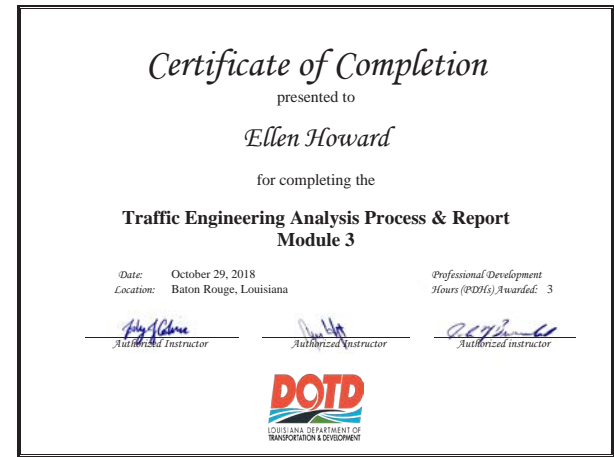 Certificate of Completion
presented to
Ellen Howard
for completing the
Traffic Engineering Analysis Process & Report
Module 3
Date: October 29, 2018
Location: Baton Rouge, Louisiana
Professional Development
Hours (PDHs) Awarded: 3
Authorized Instructor
Authorized Instructor
Authorized instructor
DOTD
LOUISIANA DEPARTMENT OF
TRANSPORTATION & DEVELOPMENT